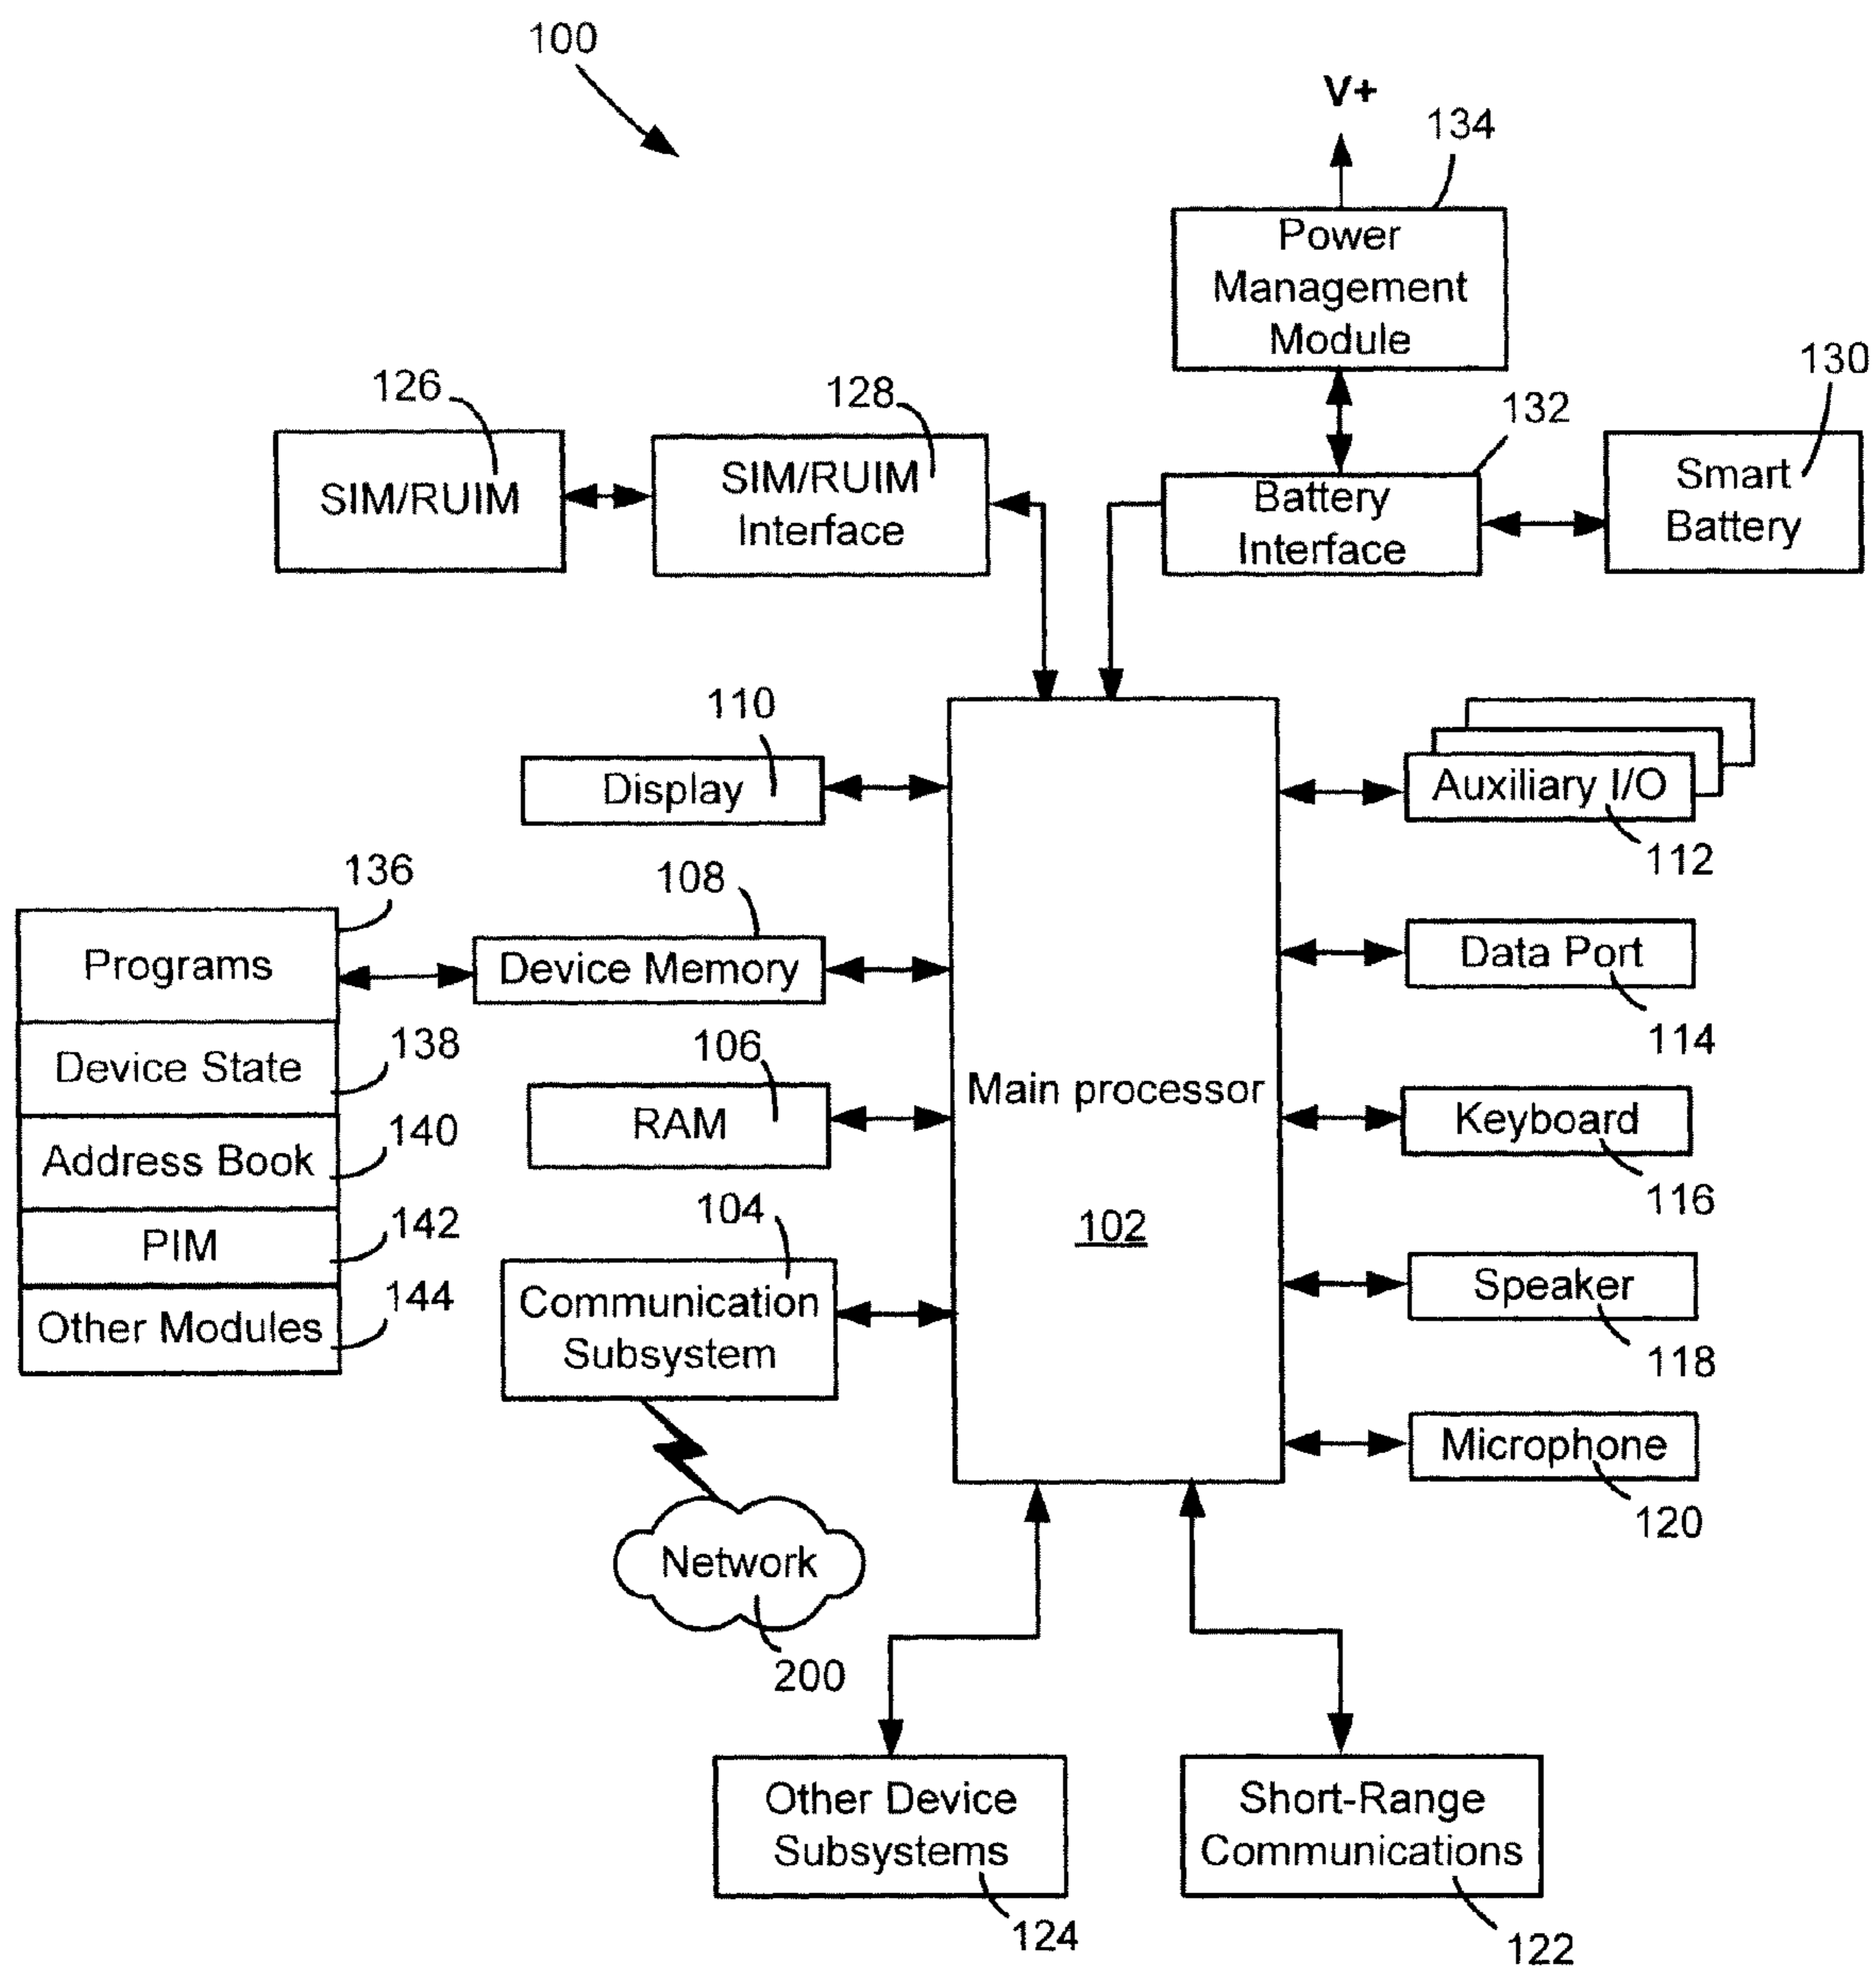 100
V+
134
Power
Management
Module
130
126
128
132
SIM/RUIM
SIM/RUIM
Interface
Battery
Interface
Smart
Battery
110
Display
Auxiliary I/O
112
136
108
Programs
Device Memory
Data Port
114
Device State
138
106
RAM
Main processor
102
Keyboard
116
Address Book
140
104
PIM
142
Communication
Subsystem
Speaker
118
Other Modules
144
Microphone
120
Network
200
Other Device
Subsystems
124
Short-Range
Communications
122